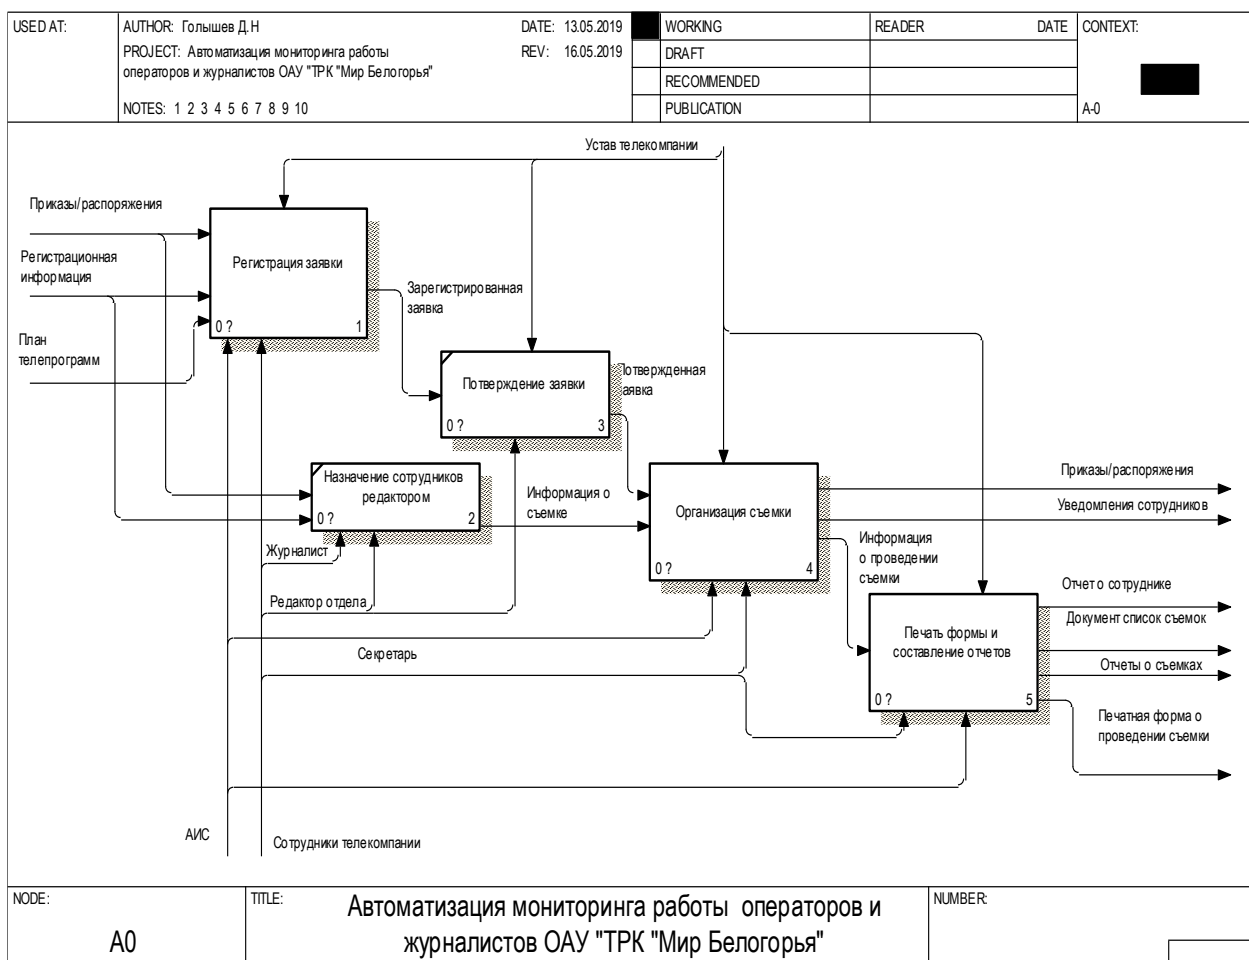 USED AT:
AUTHOR: Голышев Д.Н
DATE: 13.05.2019
PROJECT: Автоматизация мониторинга работы
операторов и журналистов ОАУ "ТРК "Мир Белогорья"
REV: 16.05.2019
NOTES: 1 2 3 4 5 6 7 8 9 10
WORKING
DRAFT
RECOMMENDED
PUBLICATION
READER
DATE
CONTEXT:
A-0
Устав телекомпании
Приказы/распоряжения
Регистрационная
информация
План
телепрограмм
Регистрация заявки
0 ?
1
Зарегистрированная
заявка
Потверждение заявки
0 ?
3
Потвержденная
аявка
Назначение сотрудников
редактором
0 ?
2
Информация о
съемке
Организация съемки
0 ?
4
Приказы/распоряжения
Уведомления сотрудников
Информация
о проведении
съемки
Журналист
Редактор отдела
Секретарь
Печать формы и
составление отчетов
0 ?
5
Отчет о сотруднике
Документ список съемок
Отчеты о съемках
Печатная форма о
проведении съемки
АИС
Сотрудники телекомпании
NODE:
A0
TITLE:
Автоматизация мониторинга работы операторов и
журналистов ОАУ "ТРК "Мир Белогорья"
NUMBER: